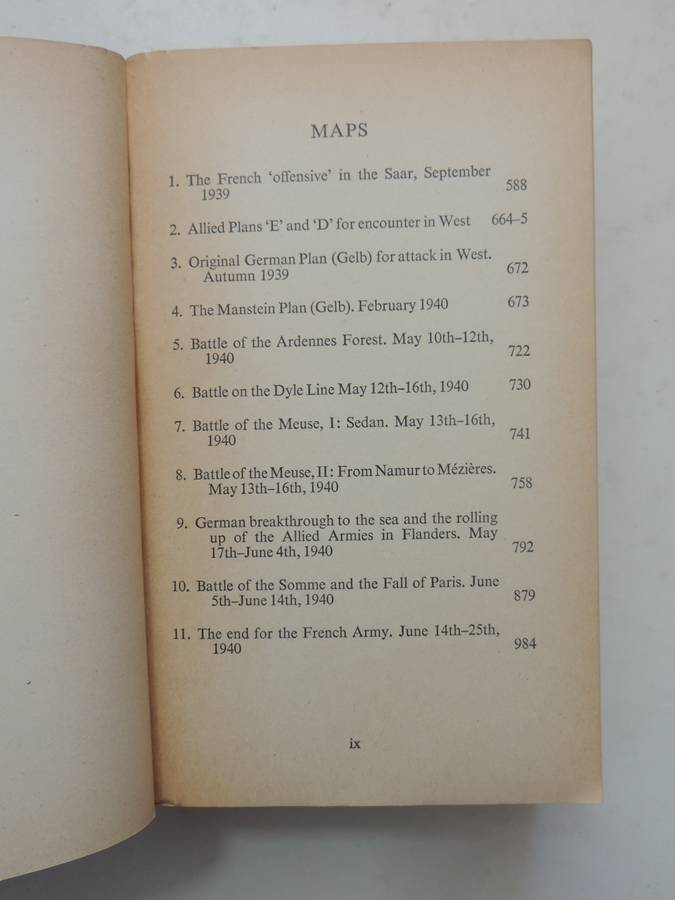 MAPS
1. The French ‘offensive’ in the Saar, September
1939 588
2. Allied Plans ‘E’ and ‘D’ for encounter in West 664–5
3. Original German Plan (Gelb) for attack in West.
Autumn 1939 672
4. The Manstein Plan (Gelb). February 1940 673
5. Battle of the Ardennes Forest. May 10th–12th,
1940 722
6. Battle on the Dyle Line May 12th–16th, 1940 730
7. Battle of the Meuse, I: Sedan. May 13th–16th,
1940 741
8. Battle of the Meuse, II: From Namur to Mézières.
May 13th–16th, 1940 758
9. German breakthrough to the sea and the rolling
up of the Allied Armies in Flanders. May
17th–June 4th, 1940 792
10. Battle of the Somme and the Fall of Paris. June
5th–June 14th, 1940 879
11. The end for the French Army. June 14th–25th,
1940 984
ix